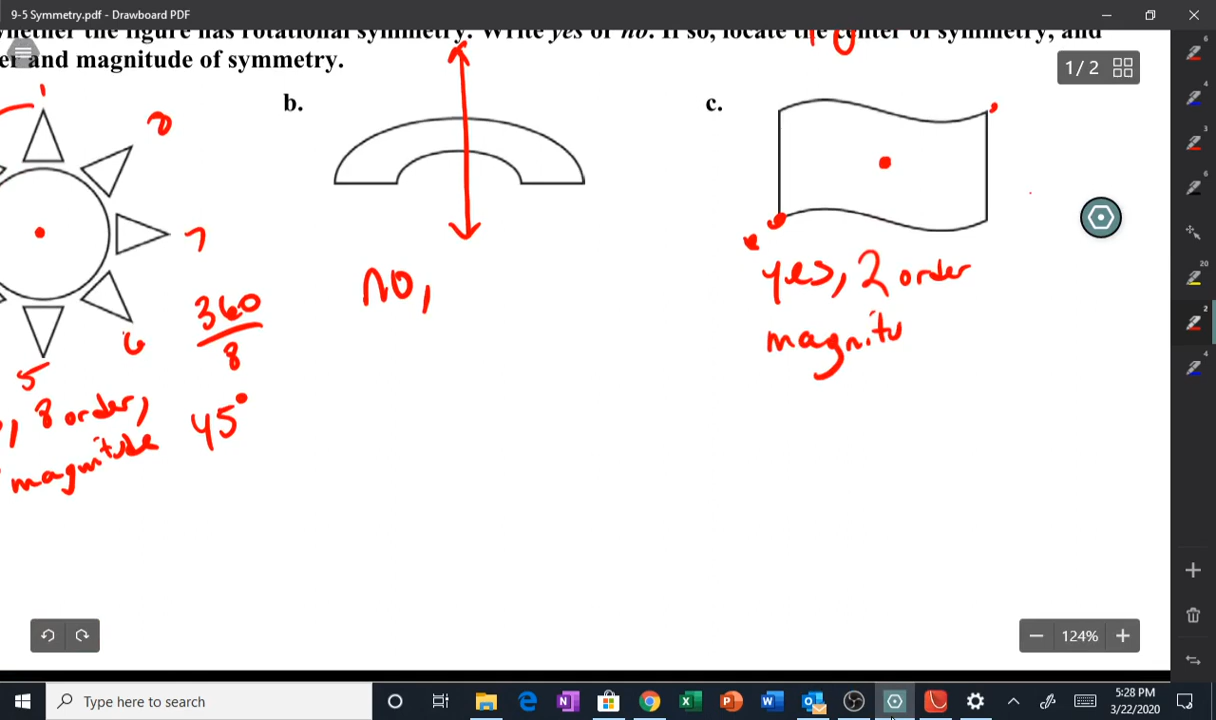 9-5 Symmetry.pdf - Drawboard PDF
whether the figure has rotational symmetry. Write yes or no. If so, locate the center of symmetry, and
er and magnitude of symmetry.
1/2
b.
c.
1
8
7
6
5
360
8
45°
, 8 order,
magnitude
NO,
yes, 2 order
magnitu
124%
Type here to search
5:28 PM
3/22/2020